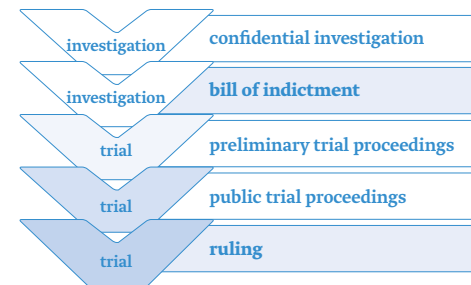 investigation confidential investigation
investigation bill of indictment
trial preliminary trial proceedings
trial public trial proceedings
trial ruling